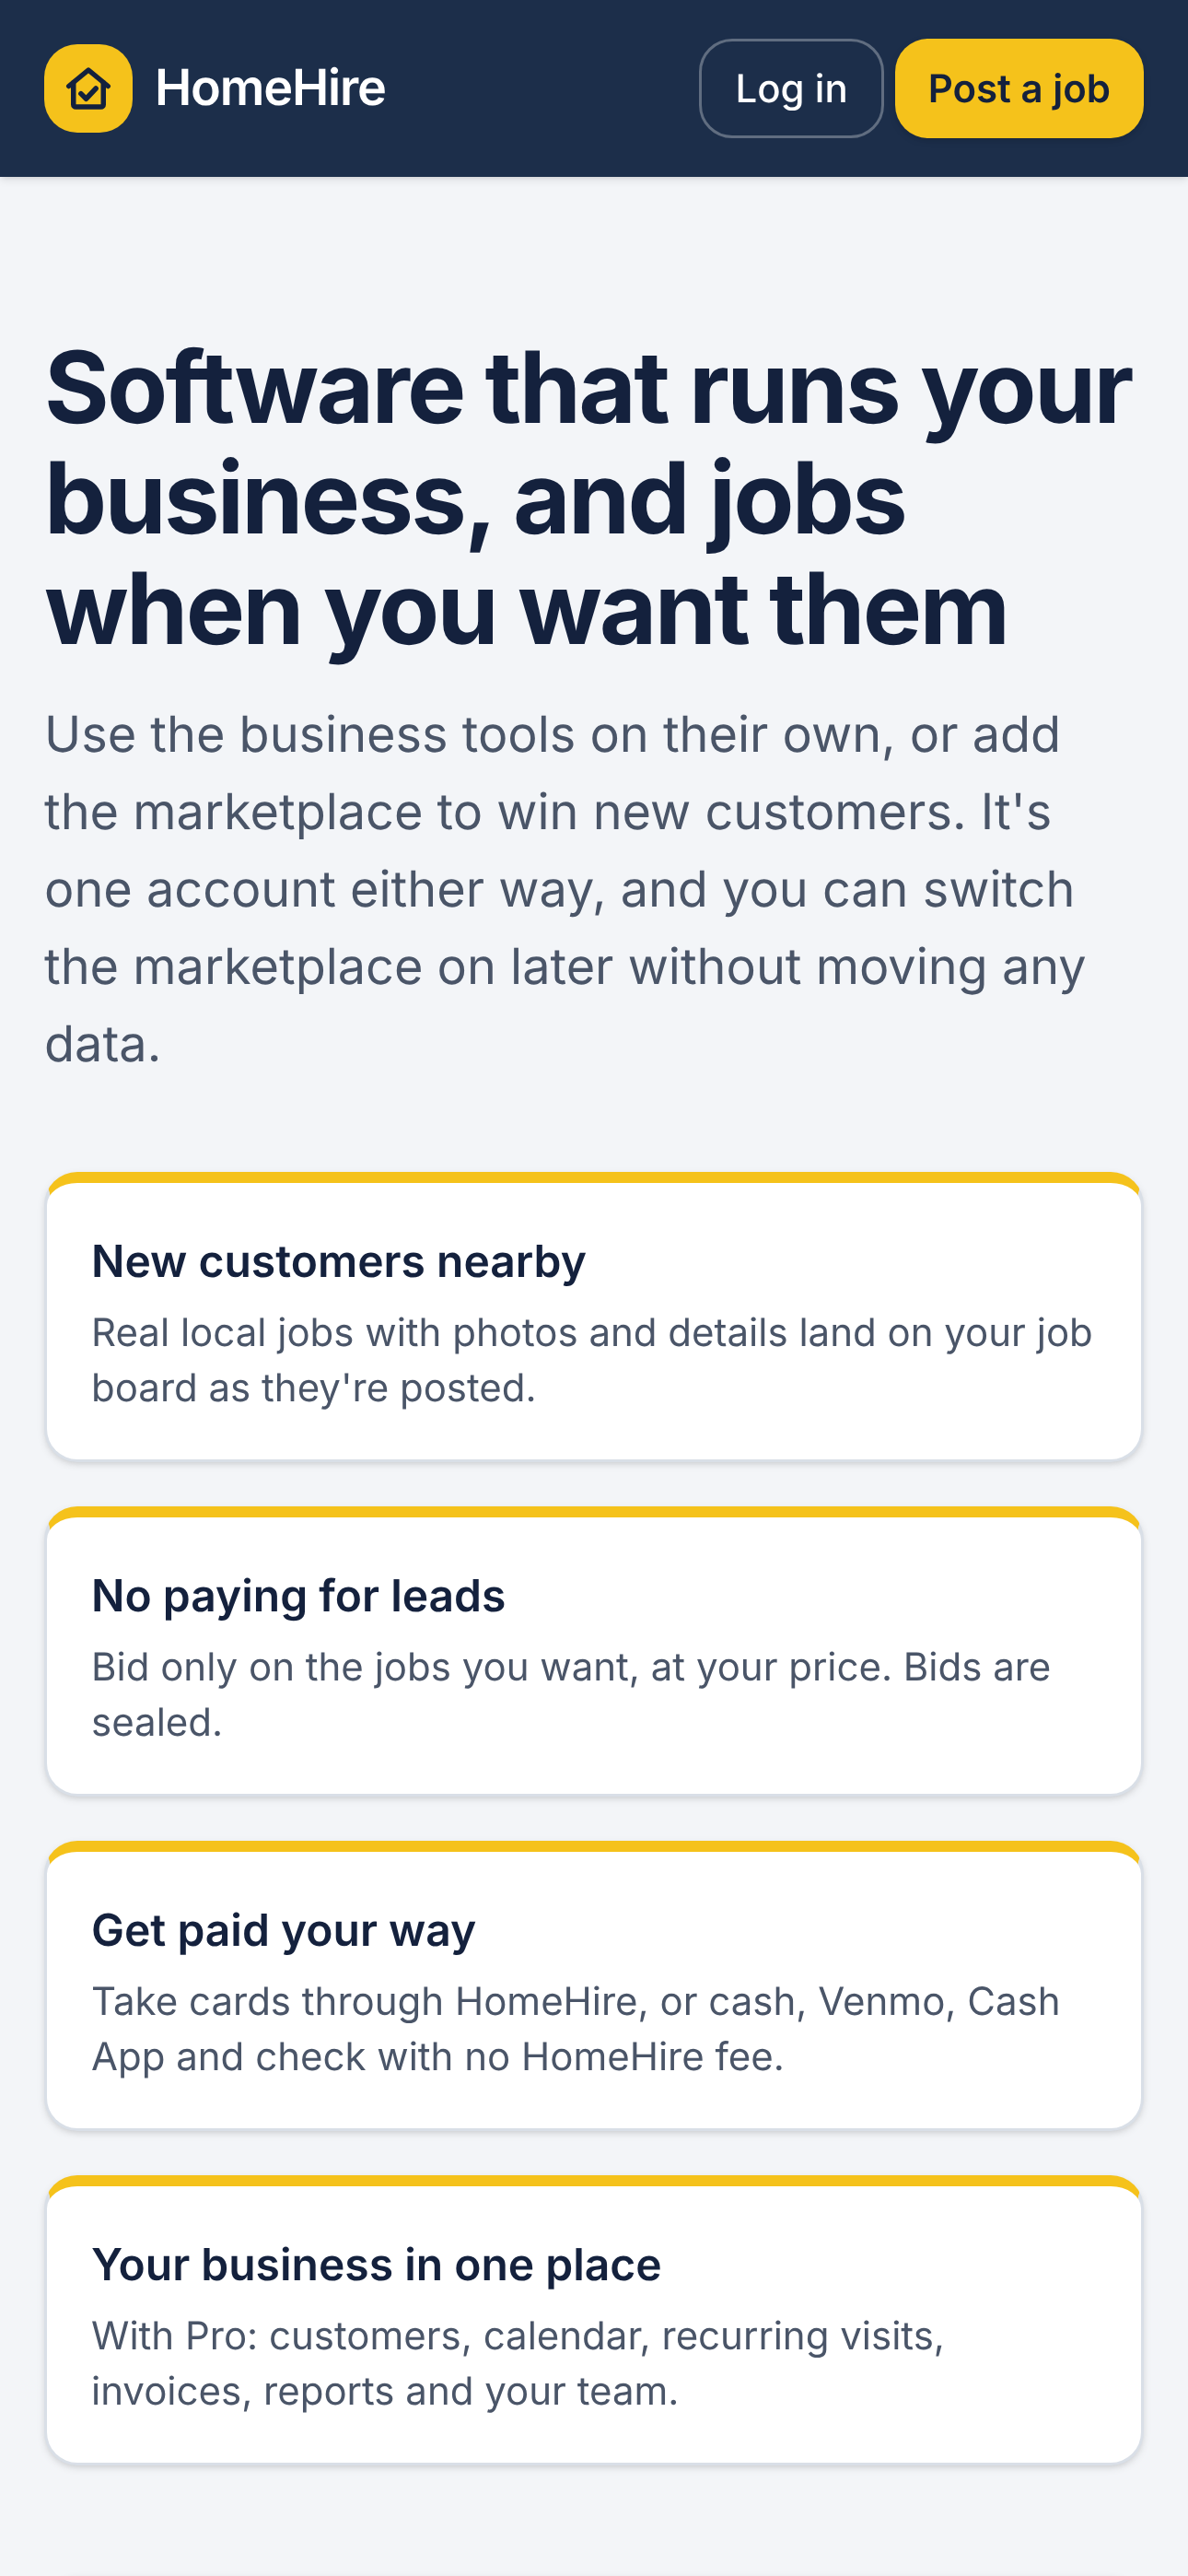 HomeHire
Log in
Post a job
Software that runs your
business, and jobs
when you want them
Use the business tools on their own, or add
the marketplace to win new customers. It's
one account either way, and you can switch
the marketplace on later without moving any
data.
New customers nearby
Real local jobs with photos and details land on your job
board as they're posted.
No paying for leads
Bid only on the jobs you want, at your price. Bids are
sealed.
Get paid your way
Take cards through HomeHire, or cash, Venmo, Cash
App and check with no HomeHire fee.
Your business in one place
With Pro: customers, calendar, recurring visits,
invoices, reports and your team.